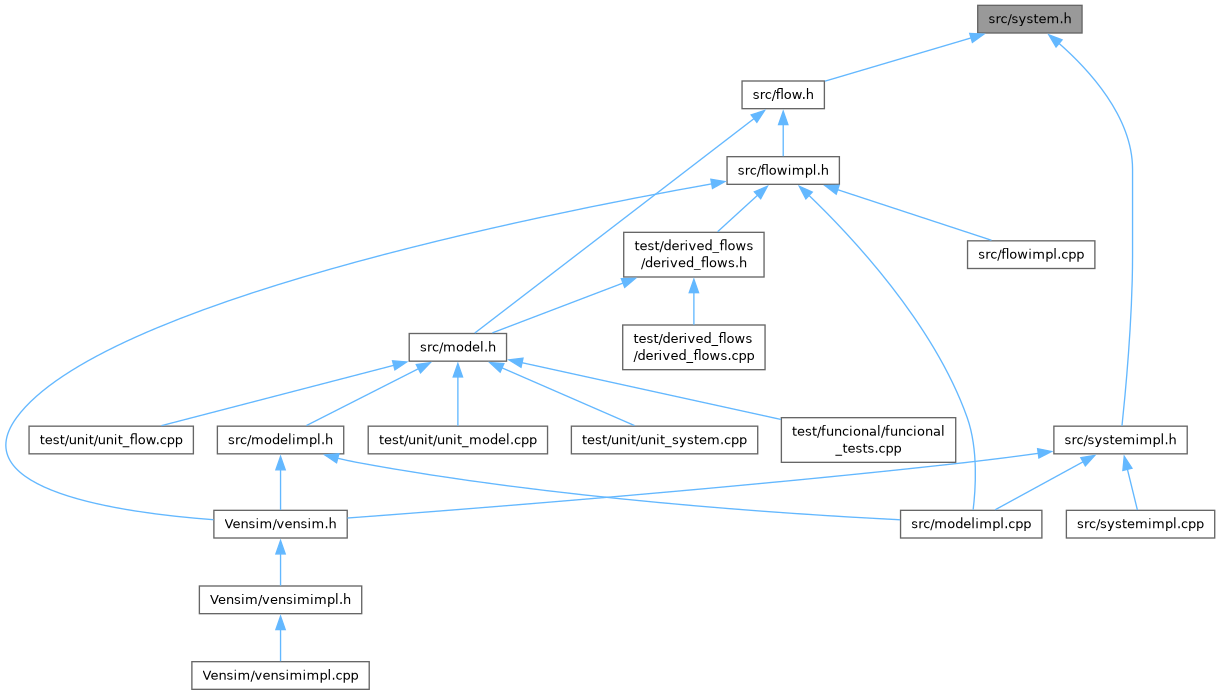 src/system.h
src/flow.h
src/flowimpl.h
test/derived_flows
/derived_flows.h
src/flowimpl.cpp
test/derived_flows
/derived_flows.cpp
src/model.h
test/unit/unit_flow.cpp
src/modelimpl.h
test/unit/unit_model.cpp
test/unit/unit_system.cpp
test/funcional/funcional
_tests.cpp
src/systemimpl.h
Vensim/vensim.h
src/modelimpl.cpp
src/systemimpl.cpp
Vensim/vensimimpl.h
Vensim/vensimimpl.cpp